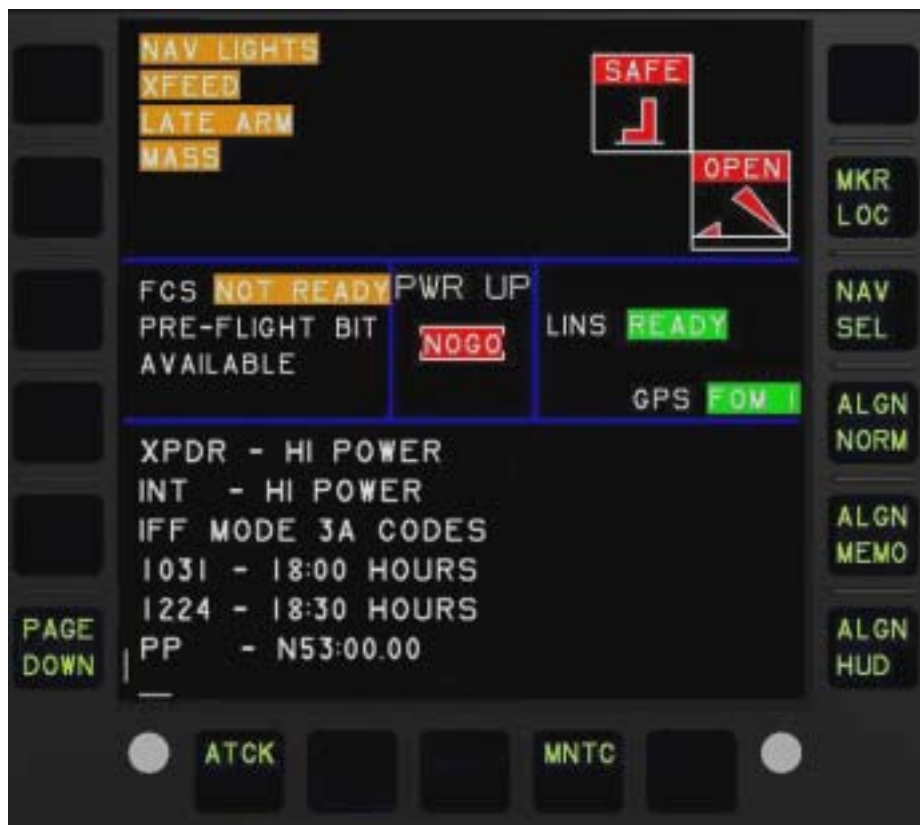 NAV LIGHTS
XFEED
LATE ARM
MASS
SAFE
OPEN
FCS NOT READY
PRE-FLIGHT BIT
AVAILABLE
PWR UP
NOGO
LINS READY
GPS FOM 1
XPDR - HI POWER
INT - HI POWER
IFF MODE 3A CODES
1031 - 18:00 HOURS
1224 - 18:30 HOURS
PP - N53:00.00
PAGE
DOWN
MKR
LOC
NAV
SEL
ALGN
NORM
ALGN
MEMO
ALGN
HUD
ATCK
MNTC